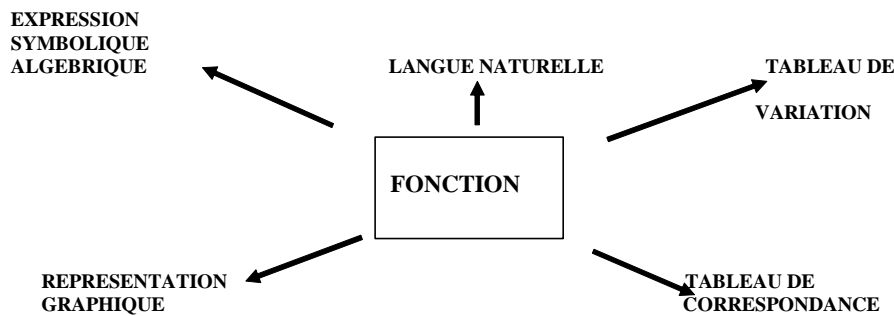 EXPRESSION
SYMBOLIQUE
ALGEBRIQUE
LANGUE NATURELLE
TABLEAU DE
VARIATION
FONCTION
REPRESENTATION
GRAPHIQUE
TABLEAU DE
CORRESPONDANCE